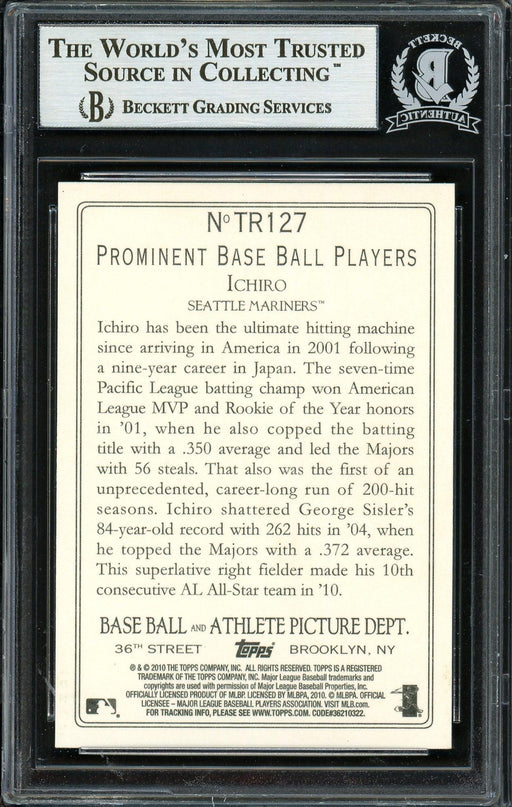 THE WORLD'S MOST TRUSTED
SOURCE IN COLLECTING™
B BECKETT GRADING SERVICES
BECKETT
B
AUTHENTIC
Nº TR127
PROMINENT BASE BALL PLAYERS
ICHIRO
SEATTLE MARINERS™
Ichiro has been the ultimate hitting machine
since arriving in America in 2001 following
a nine-year career in Japan. The seven-time
Pacific League batting champ won American
League MVP and Rookie of the Year honors
in '01, when he also copped the batting
title with a .350 average and led the Majors
with 56 steals. That also was the first of an
unprecedented, career-long run of 200-hit
seasons. Ichiro shattered George Sisler's
84-year-old record with 262 hits in '04, when
he topped the Majors with a .372 average.
This superlative right fielder made his 10th
consecutive AL All-Star team in '10.
BASE BALL AND ATHLETE PICTURE DEPT.
36TH STREET Topps BROOKLYN, NY
® & © 2010 THE TOPPS COMPANY, INC. ALL RIGHTS RESERVED. TOPPS IS A REGISTERED
TRADEMARK OF THE TOPPS COMPANY, INC. Major League Baseball trademarks and
copyrights are used with permission of Major League Baseball Properties, Inc.
OFFICIALLY LICENSED PRODUCT OF MLBP. LICENSED BY MLBPA, 2010. © MLBPA. OFFICIAL
LICENSEE – MAJOR LEAGUE BASEBALL PLAYERS ASSOCIATION. VISIT MLB.com.
FOR TRACKING INFO, PLEASE SEE WWW.TOPPS.COM. CODE#36210322.